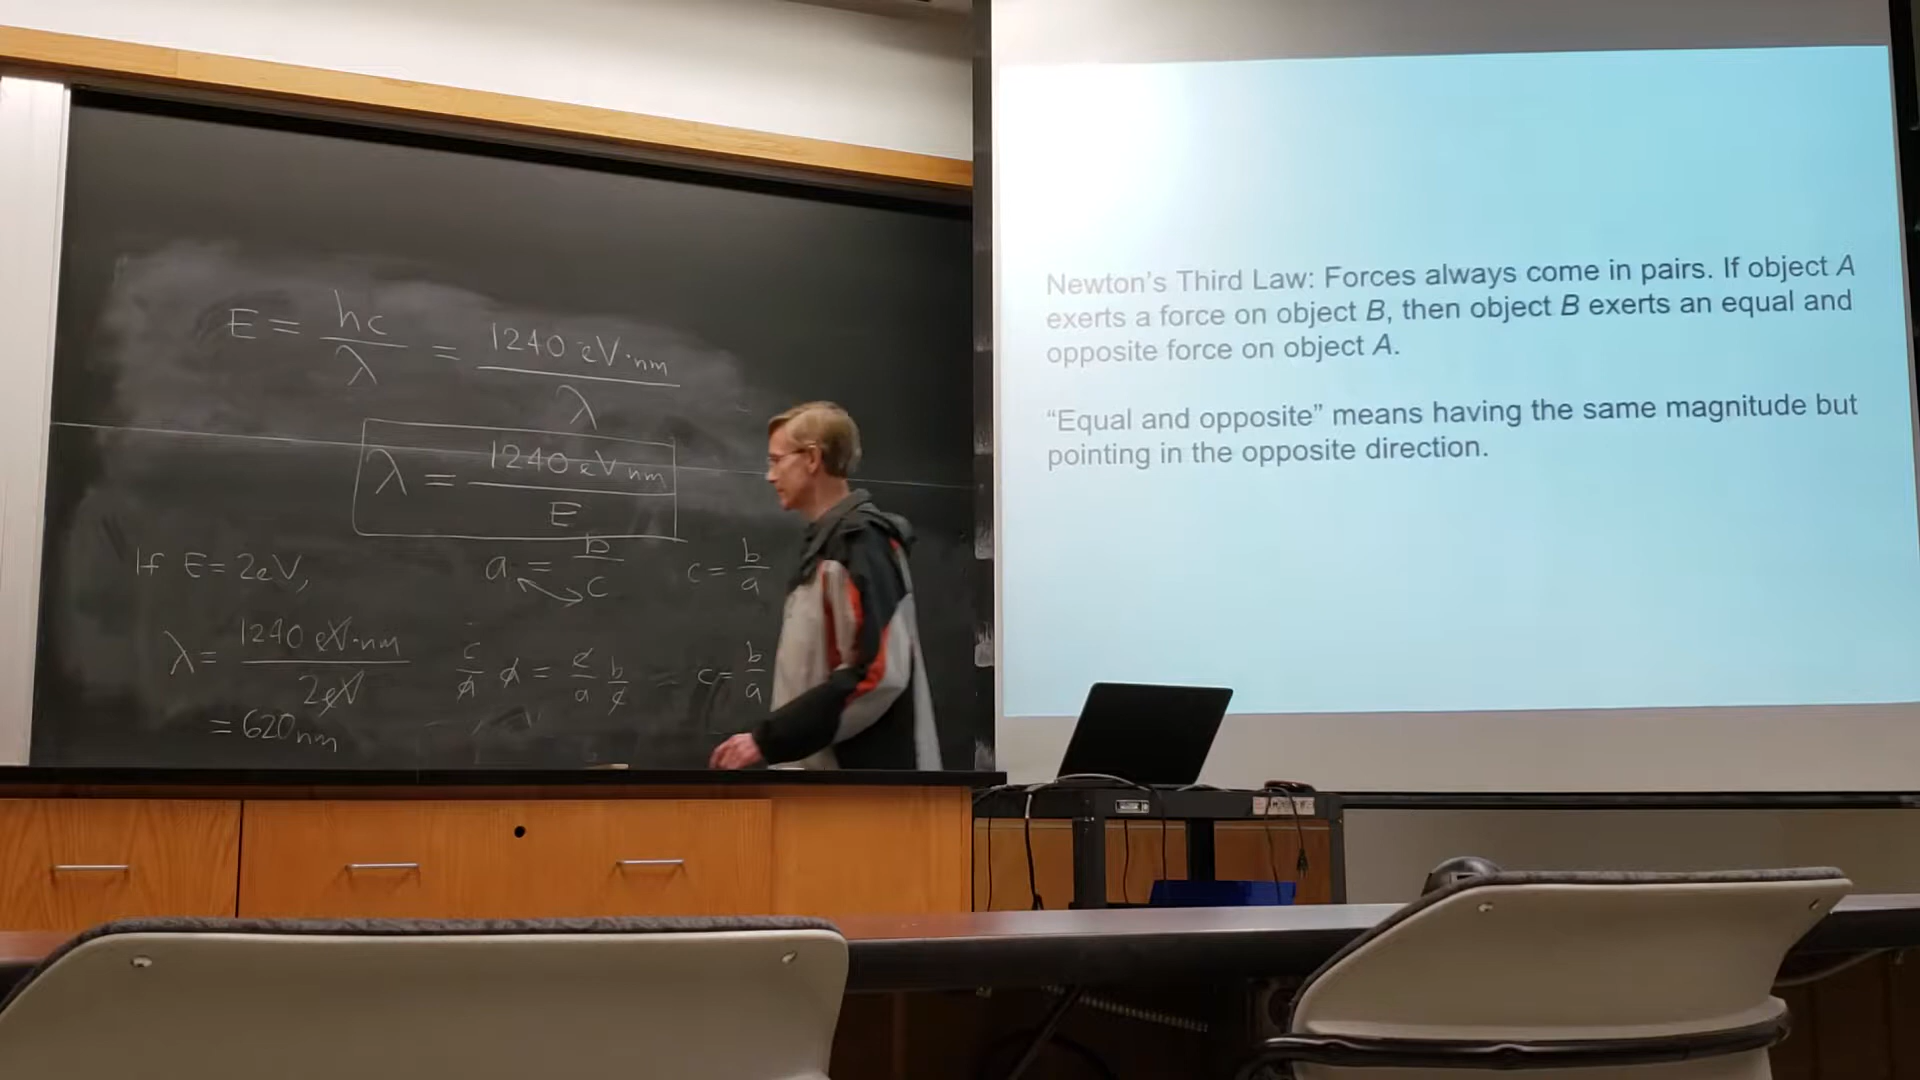 E = hc / λ = 1240 eV·nm / λ
λ = 1240 eV nm / E
If E = 2eV,
a = b / c
c = b / a
λ = 1240 eV·nm / 2eV
c / a a = c / a b / c = c = b / a
= 620nm
Newton's Third Law: Forces always come in pairs. If object A
exerts a force on object B, then object B exerts an equal and
opposite force on object A.
“Equal and opposite” means having the same magnitude but
pointing in the opposite direction.